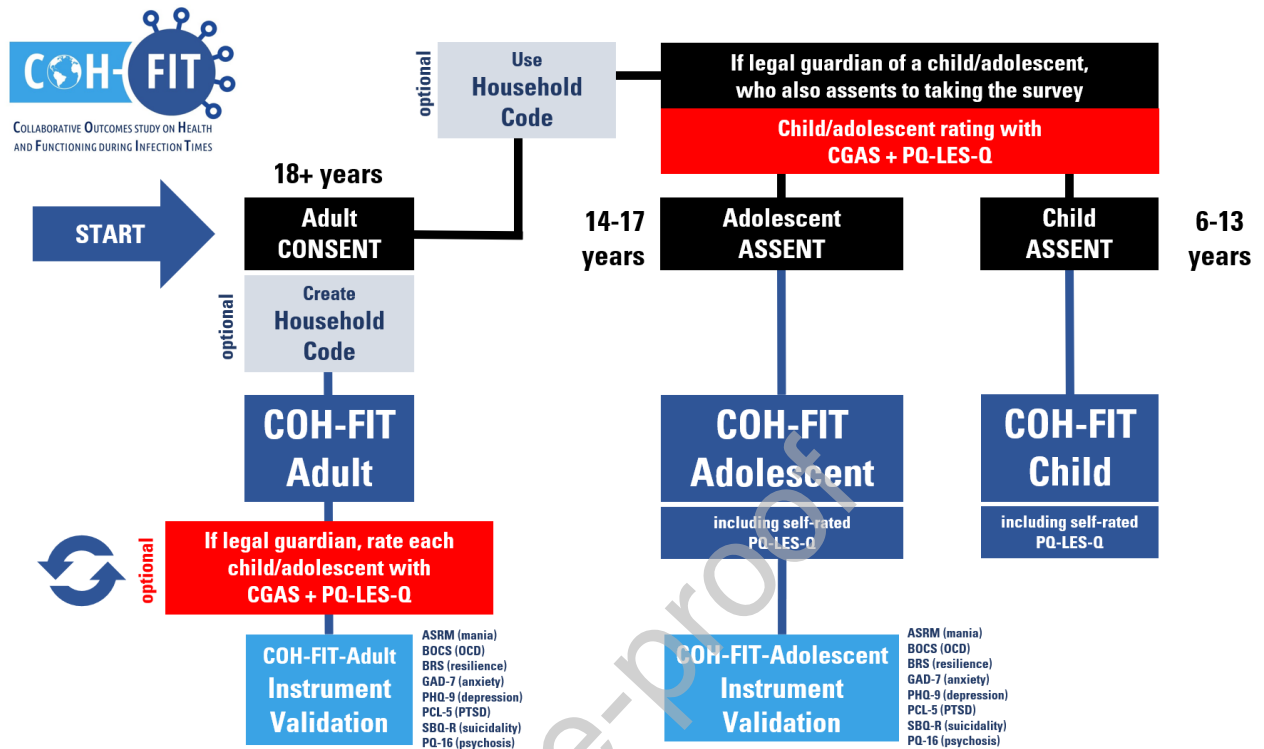 COH-FIT
COLLABORATIVE OUTCOMES STUDY ON HEALTH
AND FUNCTIONING DURING INFECTION TIMES
START
18+ years
Adult
CONSENT
optional
Use
Household
Code
If legal guardian of a child/adolescent,
who also assents to taking the survey
Child/adolescent rating with
CGAS + PQ-LES-Q
14-17
years
Adolescent
ASSENT
Child
ASSENT
6-13
years
optional
Create
Household
Code
COH-FIT
Adult
COH-FIT
Adolescent
including self-rated
PQ-LES-Q
COH-FIT
Child
including self-rated
PQ-LES-Q
optional
If legal guardian, rate each
child/adolescent with
CGAS + PQ-LES-Q
COH-FIT-Adult
Instrument
Validation
ASRM (mania)
BOCS (OCD)
BRS (resilience)
GAD-7 (anxiety)
PHQ-9 (depression)
PCL-5 (PTSD)
SBQ-R (suicidality)
PQ-16 (psychosis)
COH-FIT-Adolescent
Instrument
Validation
ASRM (mania)
BOCS (OCD)
BRS (resilience)
GAD-7 (anxiety)
PHQ-9 (depression)
PCL-5 (PTSD)
SBQ-R (suicidality)
PQ-16 (psychosis)
e-proof